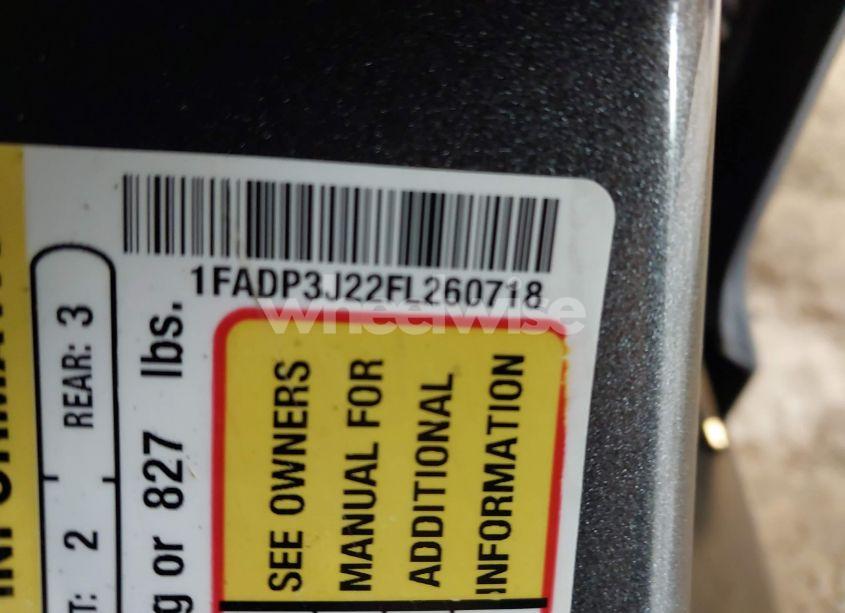 1FADP3J22FL260718
wheelwise
REAR: 3
2
g or 827 lbs.
SEE OWNERS
MANUAL FOR
ADDITIONAL
INFORMATION